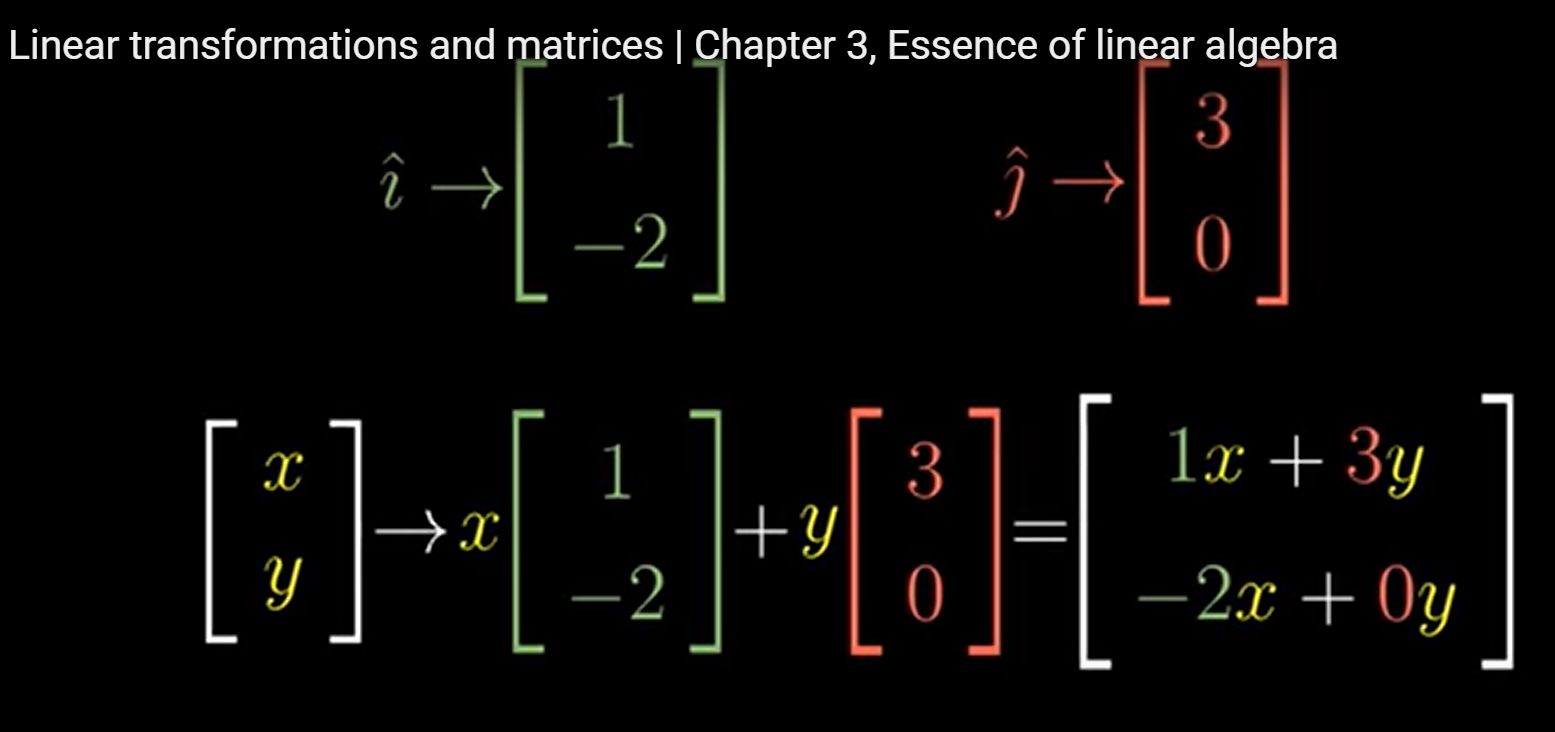 Linear transformations and matrices | Chapter 3, Essence of linear algebra
î → [1 −2] ĵ → [3 0]
[x y] → x [1 −2] + y [3 0] = [1x + 3y −2x + 0y]